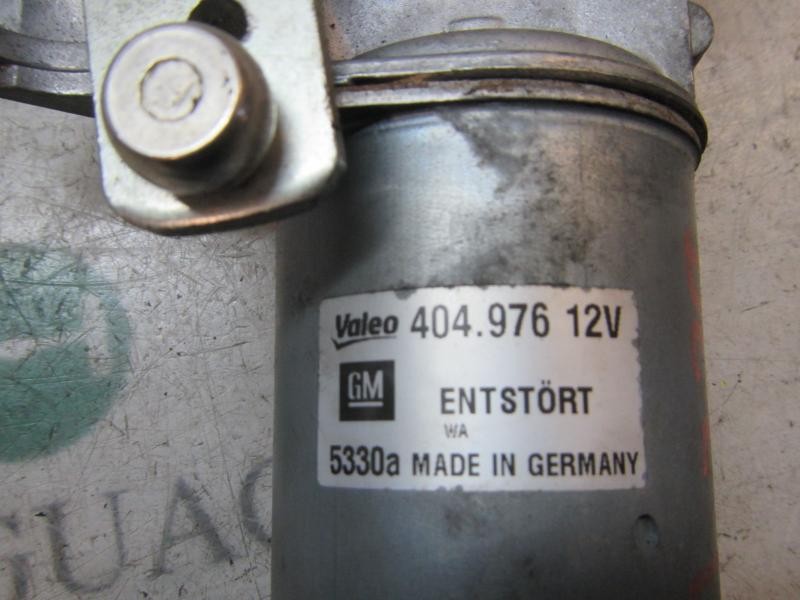 Valeo 404.976 12V
GM
ENTSTÖRT
WA
5330a MADE IN GERMANY